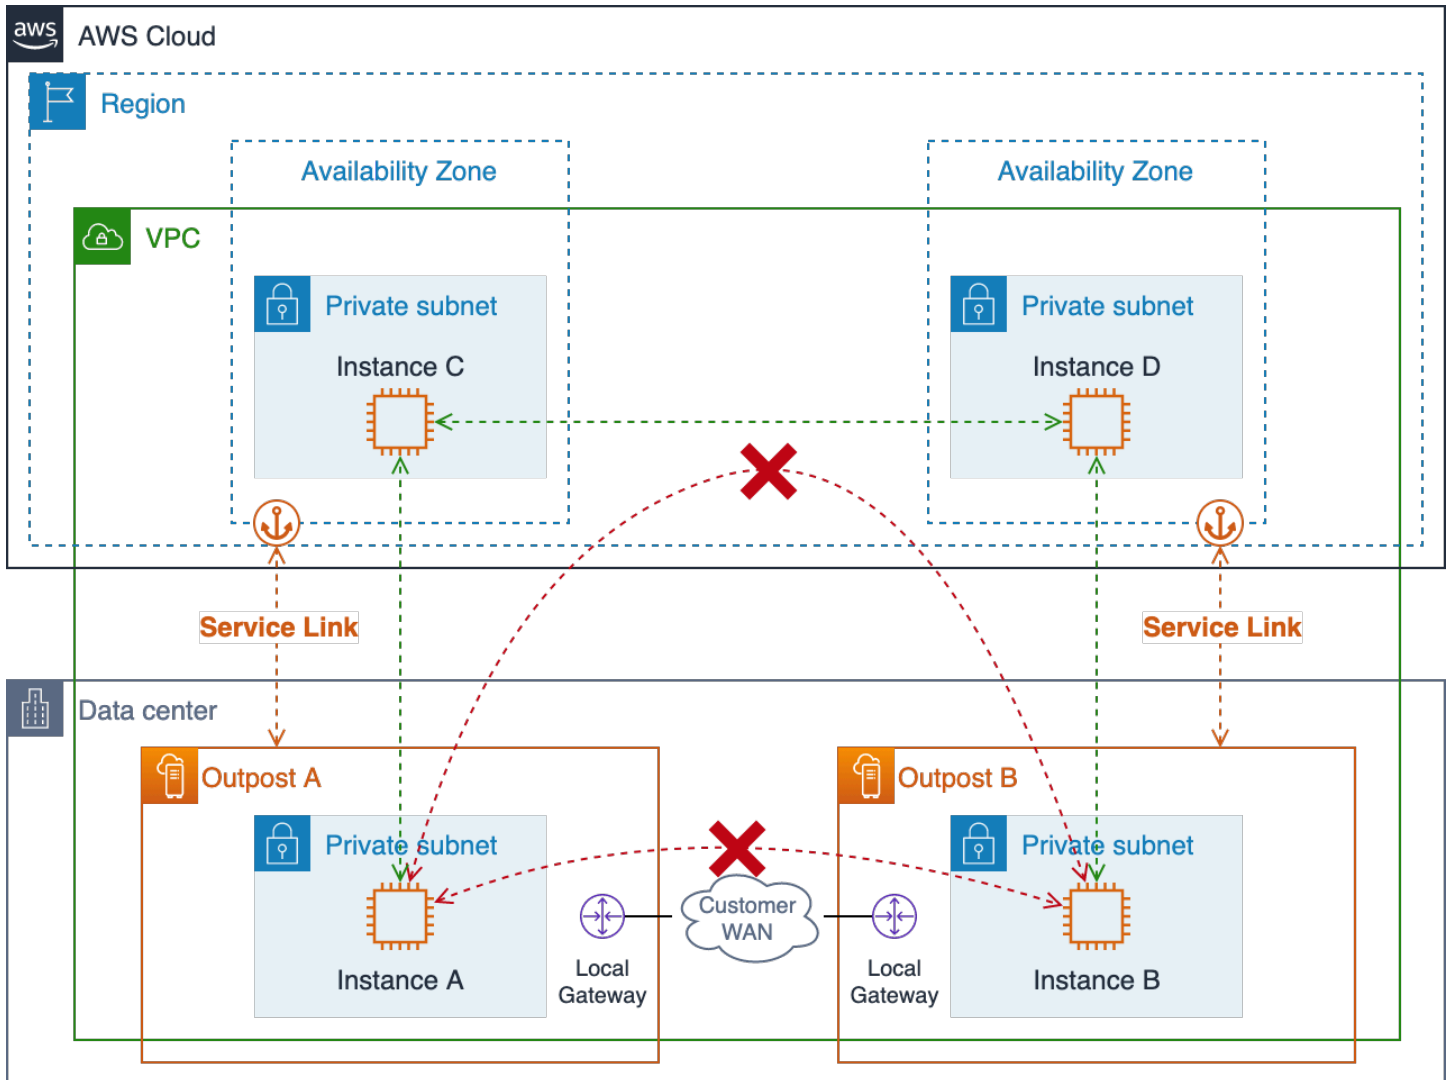 aws
AWS Cloud
Region
Availability Zone
Availability Zone
VPC
Private subnet
Private subnet
Instance C
Instance D
Service Link
Service Link
Data center
Outpost A
Outpost B
Private subnet
Private subnet
Customer
WAN
Local
Gateway
Local
Gateway
Instance A
Instance B